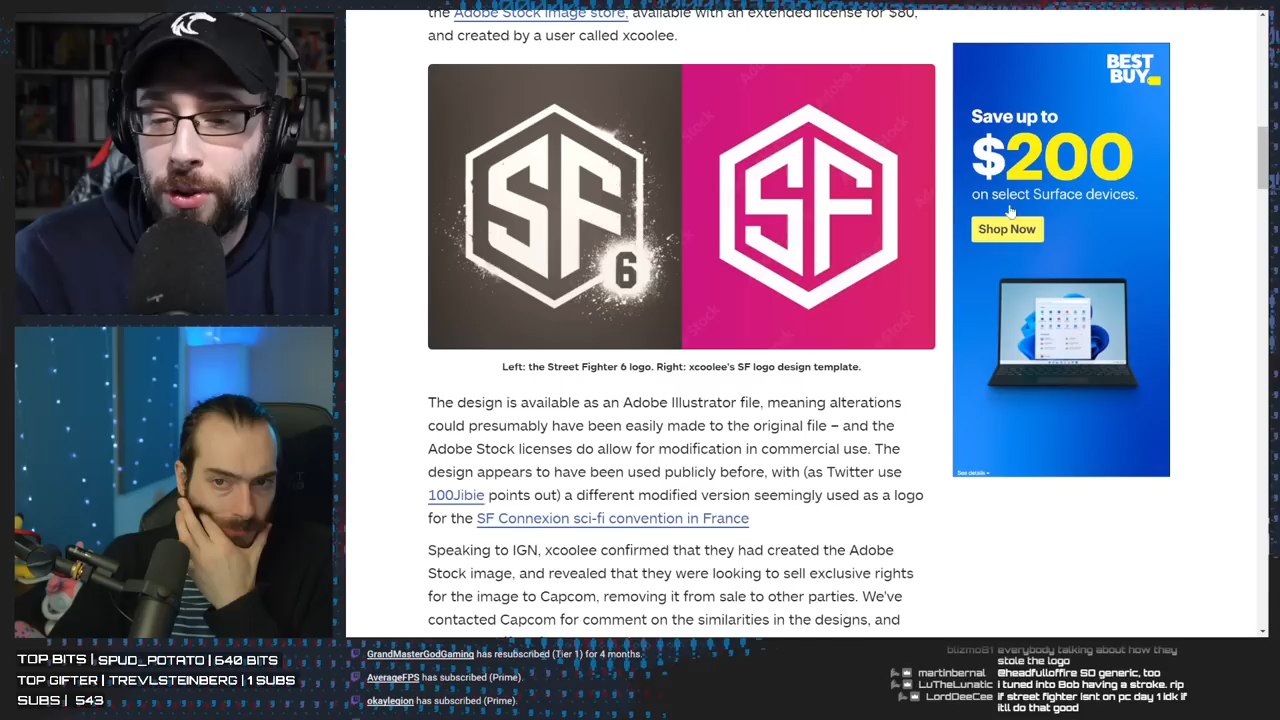 the Adobe Stock image store, available with an extended license for $80,
and created by a user called xcoolee.
SF
6
SF
Left: the Street Fighter 6 logo. Right: xcoolee's SF logo design template.
The design is available as an Adobe Illustrator file, meaning alterations
could presumably have been easily made to the original file – and the
Adobe Stock licenses do allow for modification in commercial use. The
design appears to have been used publicly before, with (as Twitter use
100Jibie points out) a different modified version seemingly used as a logo
for the SF Connexion sci-fi convention in France
Speaking to IGN, xcoolee confirmed that they had created the Adobe
Stock image, and revealed that they were looking to sell exclusive rights
for the image to Capcom, removing it from sale to other parties. We've
contacted Capcom for comment on the similarities in the designs, and
BEST
BUY
Save up to
$200
on select Surface devices.
Shop Now
See details
TOP BITS | SPUD_POTATO | 640 BITS
TOP GIFTER | TREVLSTEINBERG | 1 SUBS
SUBS | 543
GrandMasterGodGaming has resubscribed (Tier 1) for 4 months.
AverageFPS has subscribed (Prime).
okaylegion has subscribed (Prime).
everybody talking about how they
stole the logo
martinbernal @headfulloffire SO generic, too
LuTheLunatic i tuned into Bob having a stroke. rip
LordDeeCee if street fighter isnt on pc day 1 idk if
itll do that good